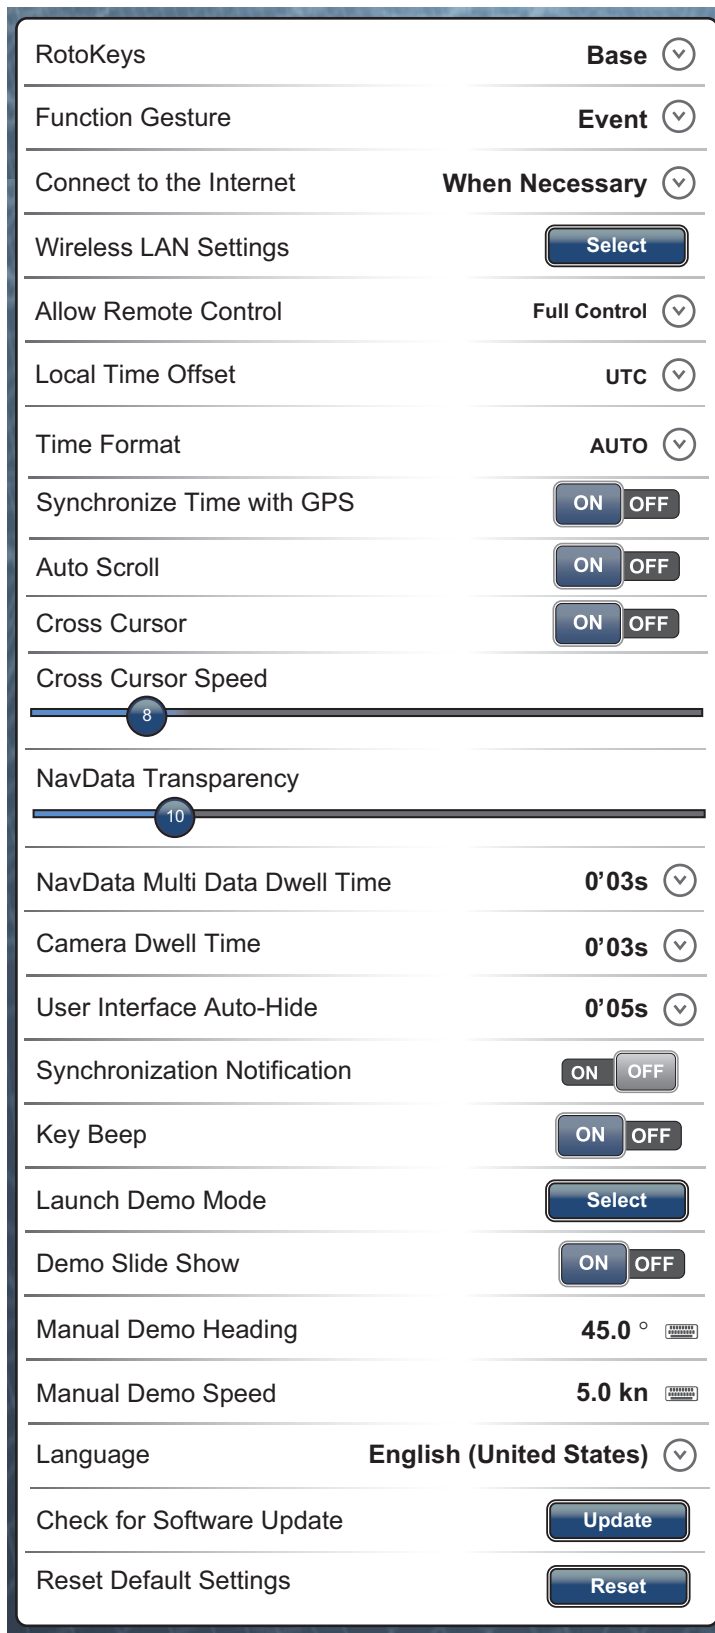 RotoKeys Base
Function Gesture Event
Connect to the Internet When Necessary
Wireless LAN Settings Select
Allow Remote Control Full Control
Local Time Offset UTC
Time Format AUTO
Synchronize Time with GPS ON OFF
Auto Scroll ON OFF
Cross Cursor ON OFF
Cross Cursor Speed
8
NavData Transparency
10
NavData Multi Data Dwell Time 0’03s
Camera Dwell Time 0’03s
User Interface Auto-Hide 0’05s
Synchronization Notification ON OFF
Key Beep ON OFF
Launch Demo Mode Select
Demo Slide Show ON OFF
Manual Demo Heading 45.0 °
Manual Demo Speed 5.0 kn
Language English (United States)
Check for Software Update Update
Reset Default Settings Reset